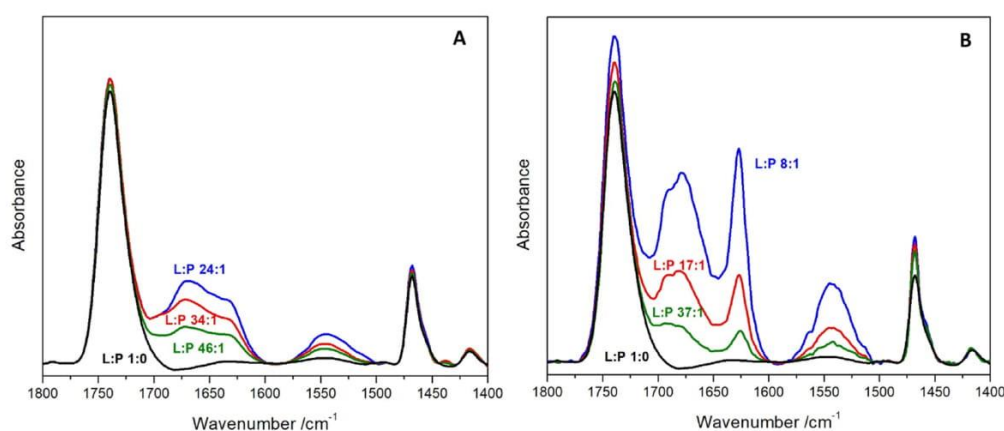 A
Absorbance
L:P 24:1
L:P 34:1
L:P 46:1
L:P 1:0
1800 1750 1700 1650 1600 1550 1500 1450 1400
Wavenumber /cm-1
B
Absorbance
L:P 8:1
L:P 17:1
L:P 37:1
L:P 1:0
1800 1750 1700 1650 1600 1550 1500 1450 1400
Wavenumber /cm-1